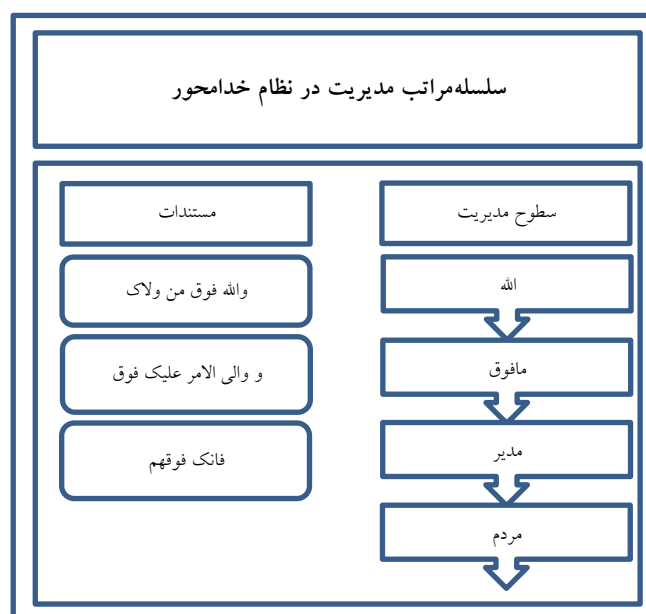 سلسله‌مراتب مدیریت در نظام خدامحور
سطوح مدیریت
الله
مافوق
مدیر
مردم
مستندات
والله فوق من ولاک
و والی الامر علیک فوق
فانک فوقهم